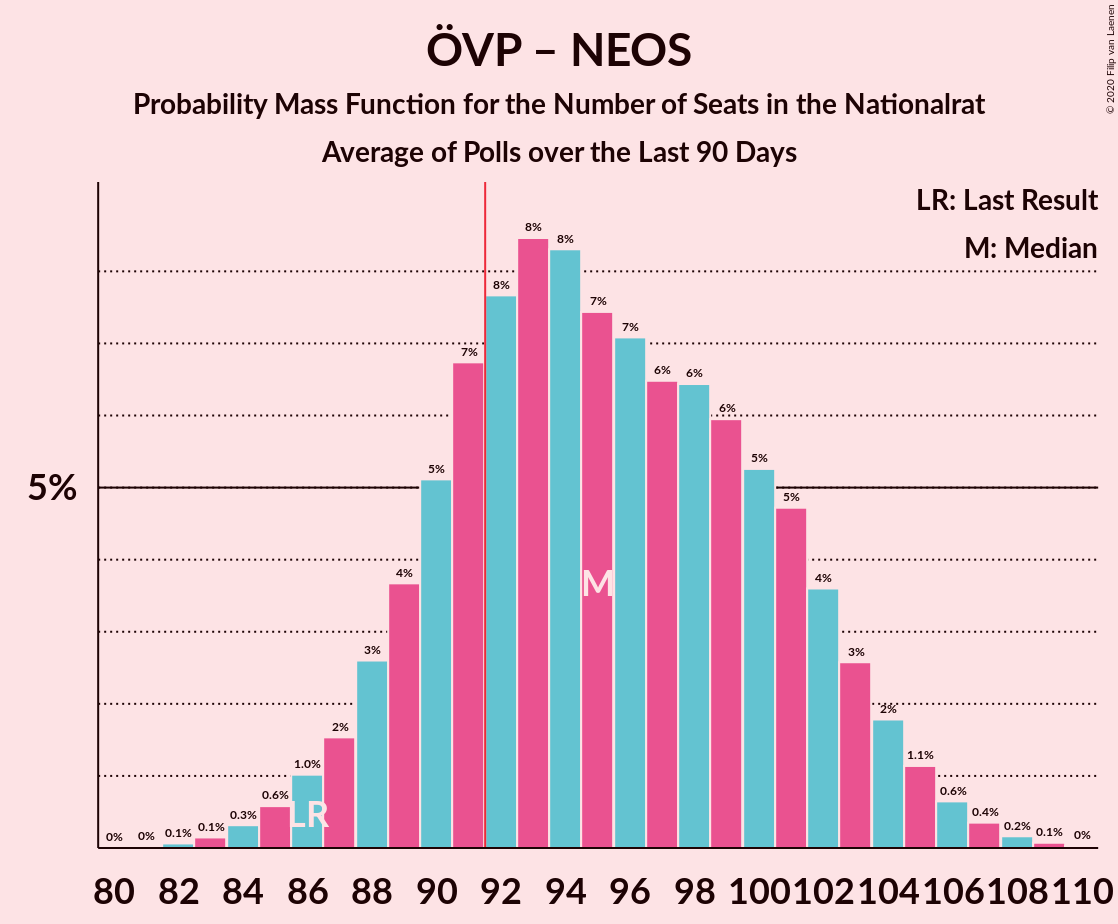 ÖVP – NEOS
Probability Mass Function for the Number of Seats in the Nationalrat
Average of Polls over the Last 90 Days
© 2020 Filip van Laenen
LR: Last Result
M: Median
5%
0% 0% 0.1% 0.1% 0.3% 0.6% 1.0% 2% 3% 4% 5% 7% 8% 8% 8% 7% 7% 6% 6% 6% 5% 5% 4% 3% 2% 1.1% 0.6% 0.4% 0.2% 0.1% 0%
LR
M
80 82 84 86 88 90 92 94 96 98 100 102 104 106 108 110